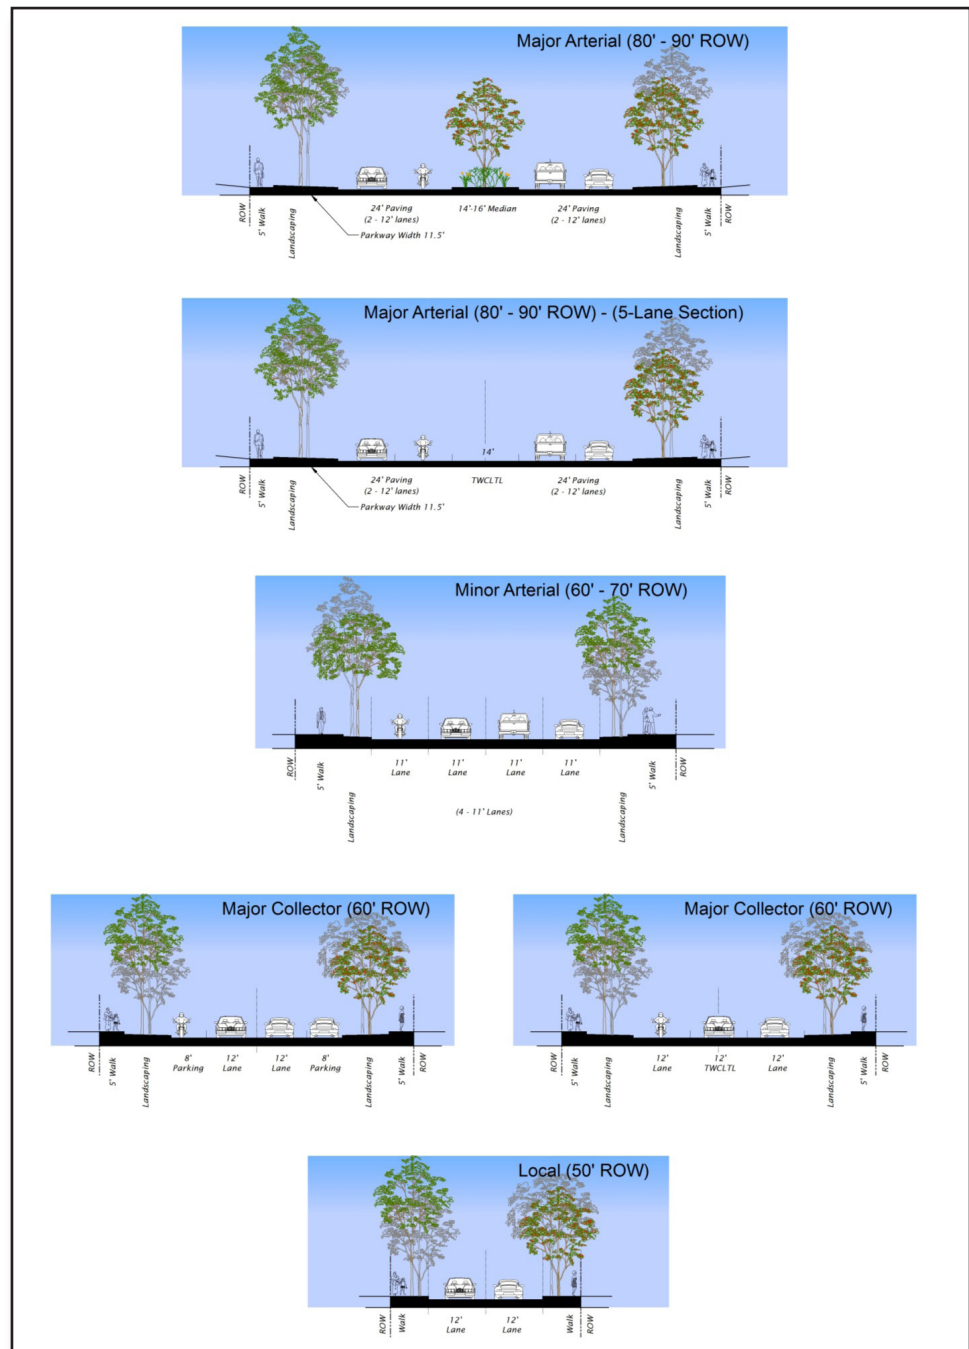 Major Arterial (80' - 90' ROW)
ROW
5' Walk
Landscaping
24' Paving
(2 - 12' lanes)
Parkway Width 11.5'
14'-16' Median
24' Paving
(2 - 12' lanes)
Landscaping
5' Walk
ROW
Major Arterial (80' - 90' ROW) - (5-Lane Section)
ROW
5' Walk
Landscaping
24' Paving
(2 - 12' lanes)
Parkway Width 11.5'
14'
TWCLTL
24' Paving
(2 - 12' lanes)
Landscaping
5' Walk
ROW
Minor Arterial (60' - 70' ROW)
ROW
5' Walk
Landscaping
11'
Lane
11'
Lane
11'
Lane
11'
Lane
(4 - 11' Lanes)
Landscaping
5' Walk
ROW
Major Collector (60' ROW)
ROW
5' Walk
Landscaping
8'
Parking
12'
Lane
12'
Lane
8'
Parking
Landscaping
5' Walk
ROW
Major Collector (60' ROW)
ROW
5' Walk
Landscaping
12'
Lane
12'
TWCLTL
12'
Lane
Landscaping
5' Walk
ROW
Local (50' ROW)
ROW
Walk
12'
Lane
12'
Lane
Walk
ROW